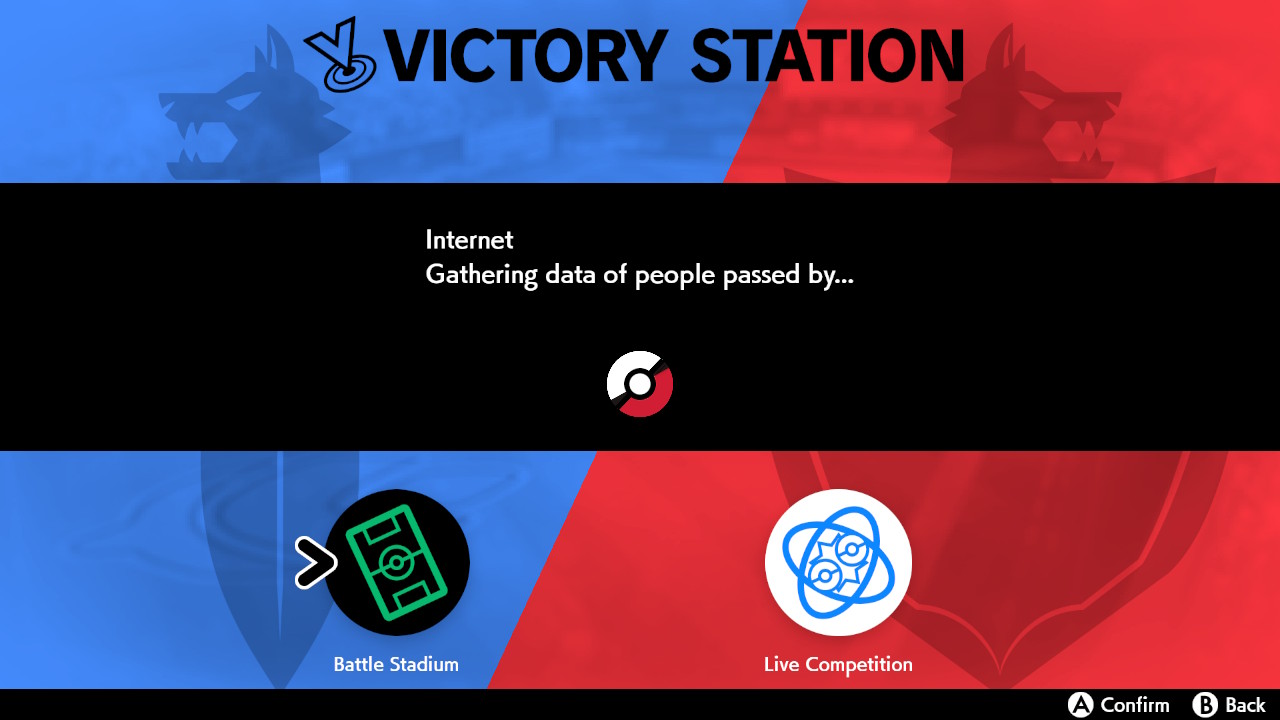 VICTORY STATION
Internet
Gathering data of people passed by...
Battle Stadium
Live Competition
A Confirm B Back